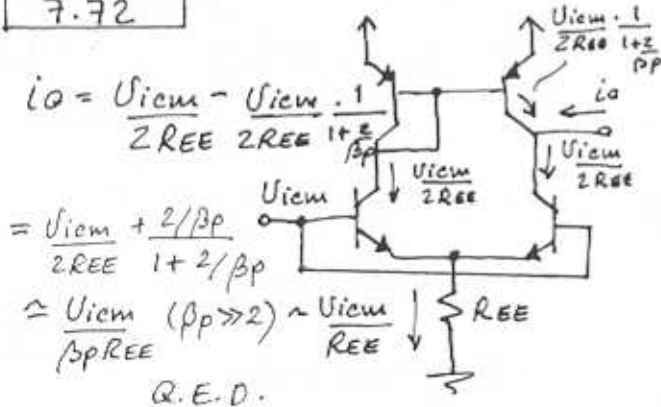 7.72
io = Uicm/2REE - Uicm/2REE · 1/(1+2/βp)
= Uicm/2REE + (2/βp)/(1+2/βp)
≃ Uicm/βpREE (βp≫2) ~ Uicm/REE
Q.E.D.
Uicm/2REE · 1/(1+2/βp)
io
Uicm/2REE
Uicm/2REE
Uicm
REE